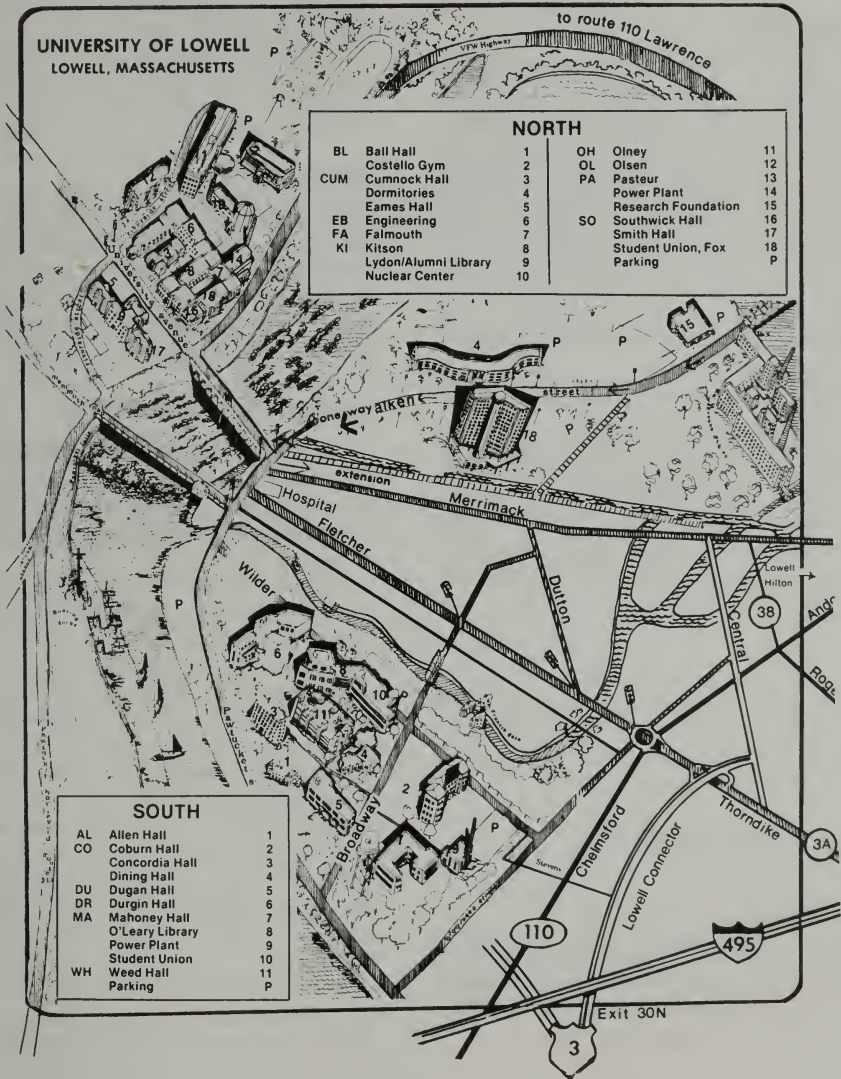 UNIVERSITY OF LOWELL
LOWELL, MASSACHUSETTS
to route 110 Lawrence
VFW Highway
NORTH
BL Ball Hall 1
Costello Gym 2
CUM Cumnock Hall 3
Dormitories 4
Eames Hall 5
EB Engineering 6
FA Falmouth 7
KI Kitson 8
Lydon/Alumni Library 9
Nuclear Center 10
OH Olney 11
OL Olsen 12
PA Pasteur 13
Power Plant 14
Research Foundation 15
SO Southwick Hall 16
Smith Hall 17
Student Union, Fox 18
Parking P
University avenue
one way aiken street
extension
Merrimack
Hospital
Fletcher
Wilder
Dutton
Central
Lowell
Hilton
38
Ando
Roge
Pawtucket
Broadway
Stevens
Chelmsford
Lowell Connector
Thorndike
3A
110
495
Exit 30N
3
SOUTH
AL Allen Hall 1
CO Coburn Hall 2
Concordia Hall 3
Dining Hall 4
DU Dugan Hall 5
DR Durgin Hall 6
MA Mahoney Hall 7
O'Leary Library 8
Power Plant 9
Student Union 10
WH Weed Hall 11
Parking P